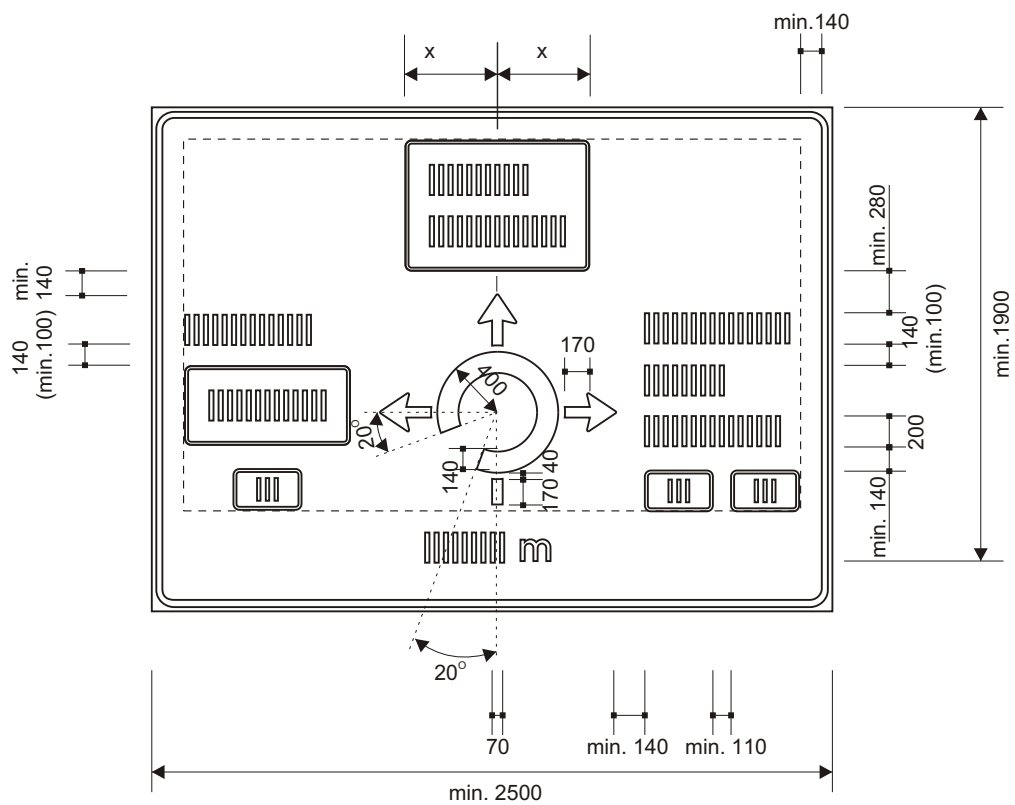 min.140
x x
min. 280
min. 140
140 (min.100)
140 (min.100)
min.1900
170
400
20°
140
40
170
200
min. 140
m
20°
70
min. 140
min. 110
min. 2500